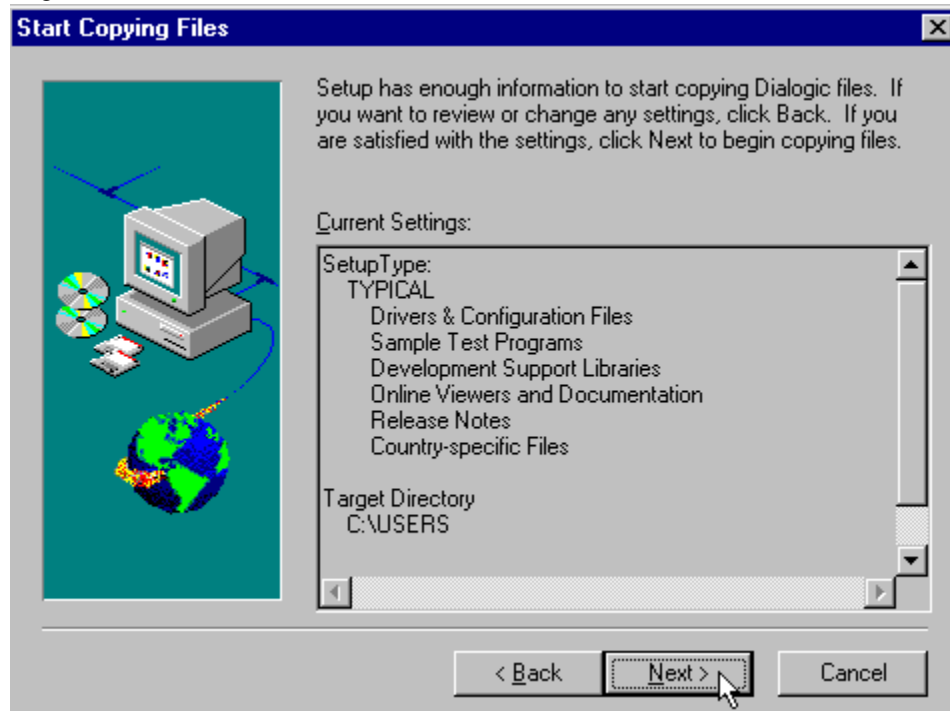 Start Copying Files
Setup has enough information to start copying Dialogic files. If
you want to review or change any settings, click Back. If you
are satisfied with the settings, click Next to begin copying files.
Current Settings:
SetupType:
TYPICAL
Drivers & Configuration Files
Sample Test Programs
Development Support Libraries
Online Viewers and Documentation
Release Notes
Country-specific Files
Target Directory
C:\USERS
< Back
Next >
Cancel